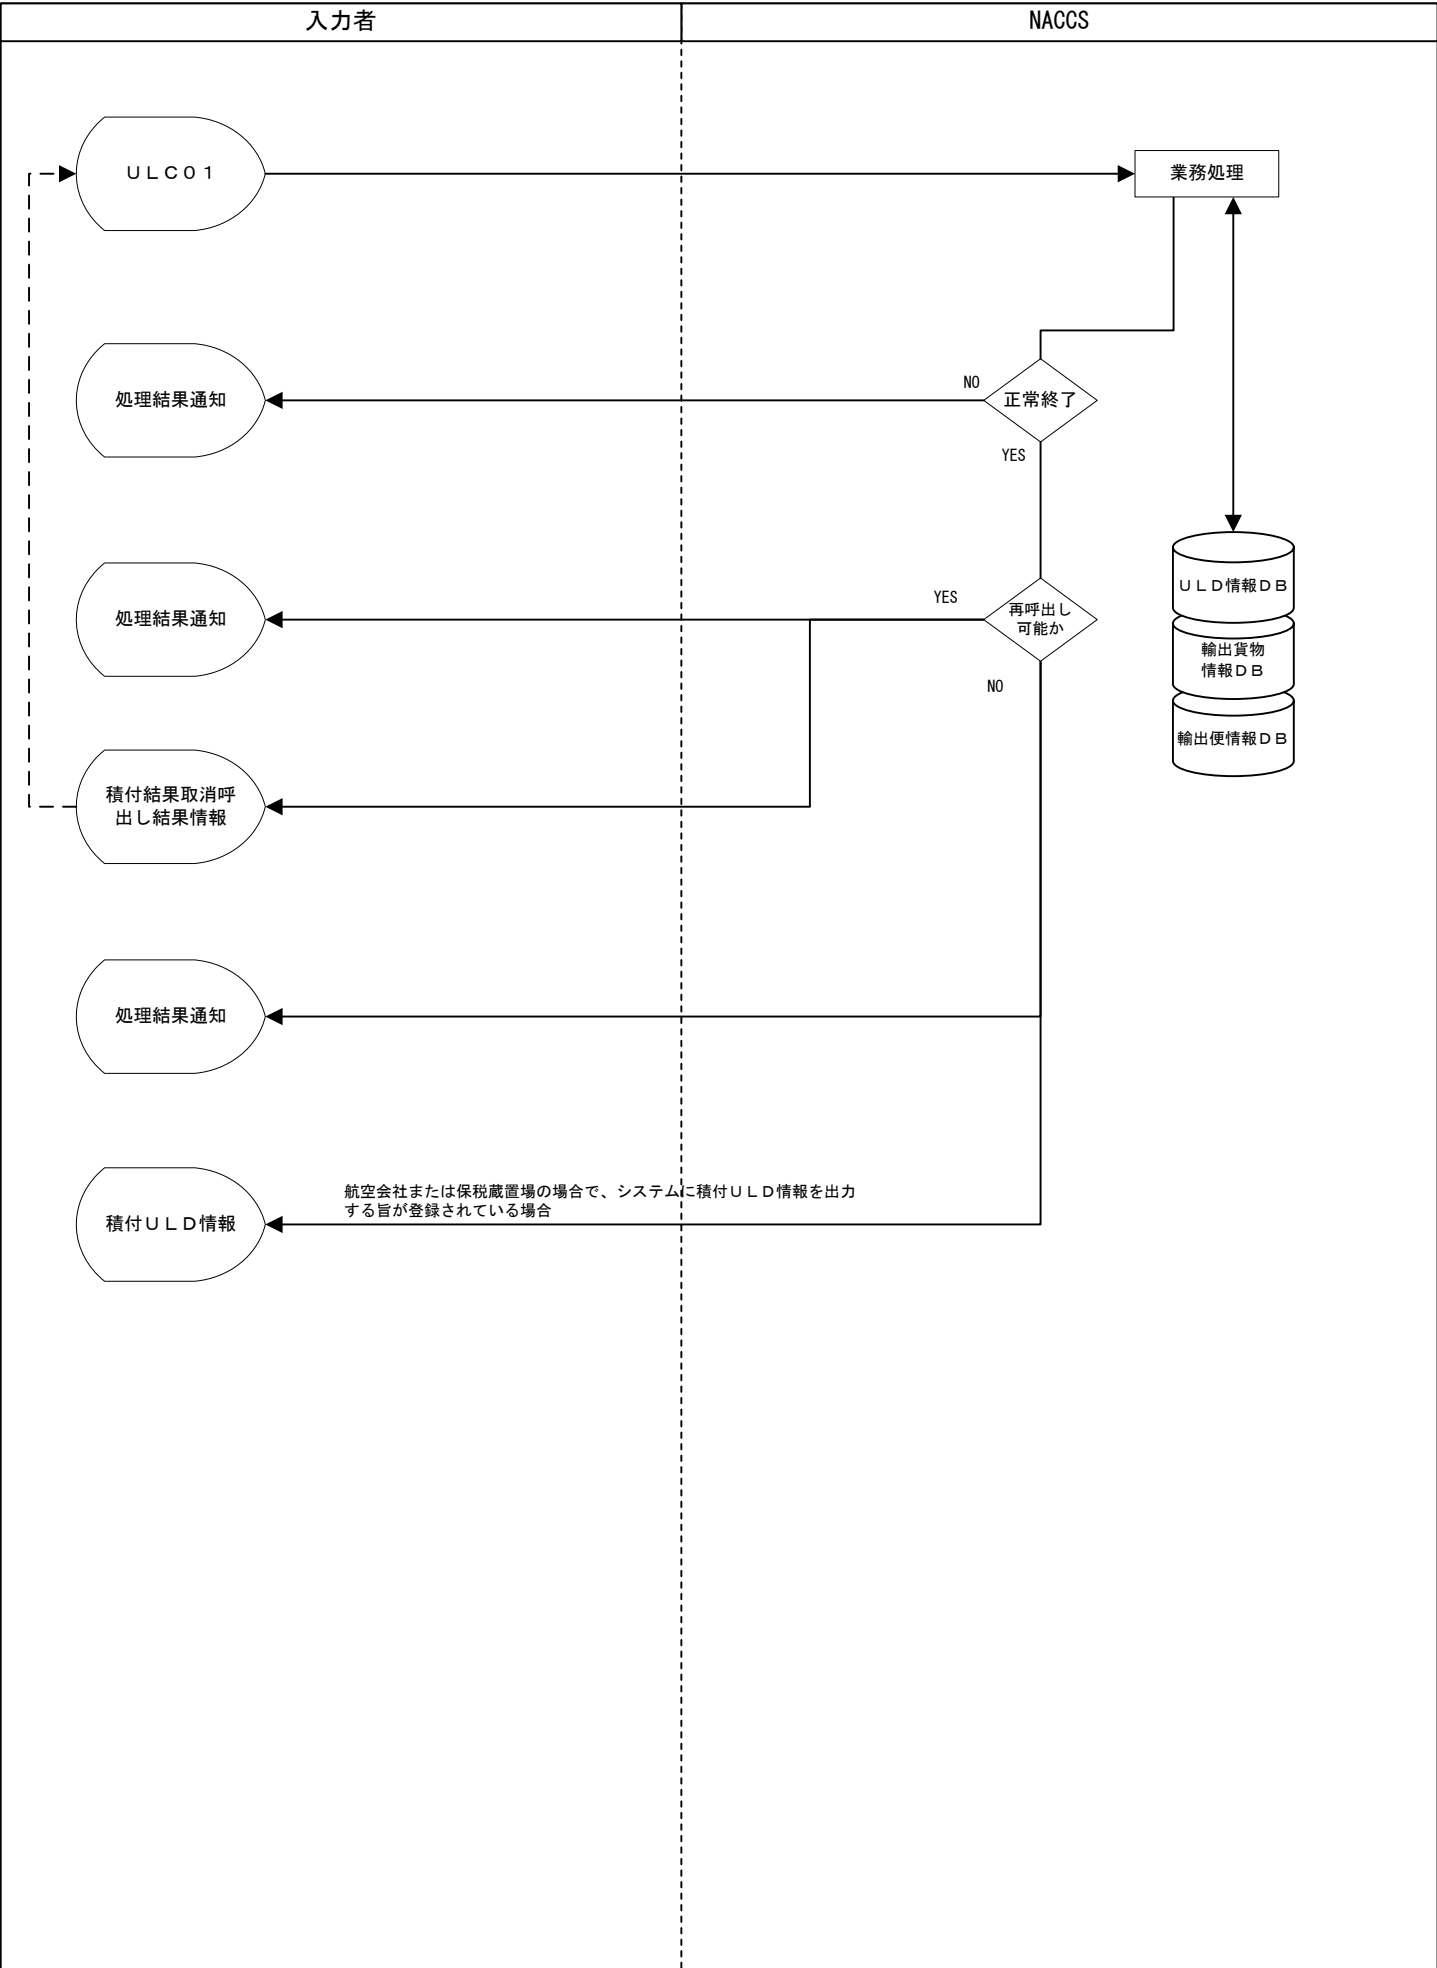 入力者
NACCS
ＵＬＣ０１
業務処理
処理結果通知
NO
正常終了
YES
ＵＬＤ情報ＤＢ
処理結果通知
YES
再呼出し
可能か
輸出貨物
情報ＤＢ
NO
輸出便情報ＤＢ
積付結果取消呼
出し結果情報
処理結果通知
航空会社または保税蔵置場の場合で、システムに積付ＵＬＤ情報を出力
する旨が登録されている場合
積付ＵＬＤ情報